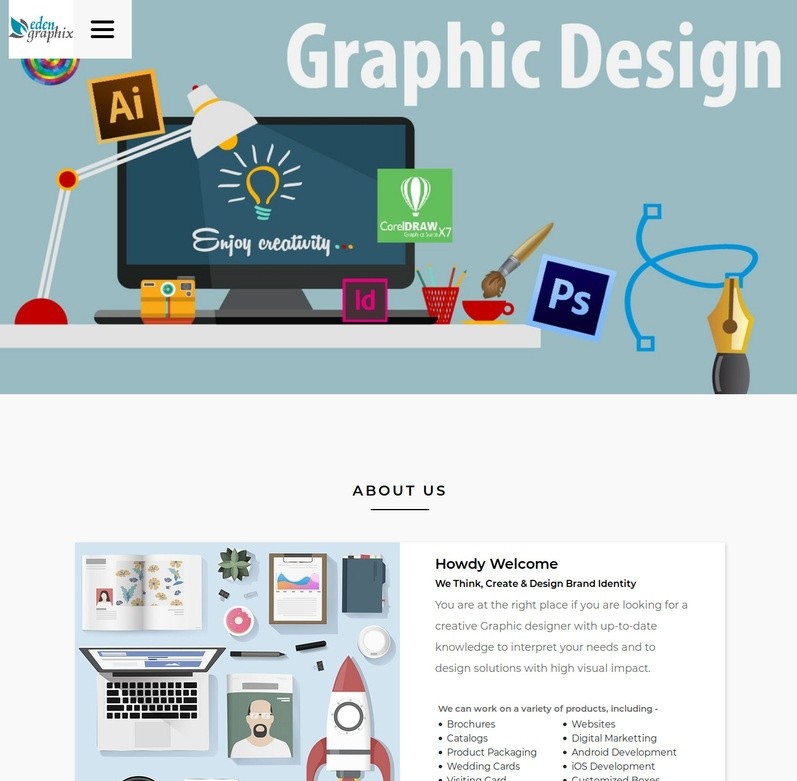 eden
graphix
Graphic Design
Ai
CorelDRAW
Graphics Suite X7
Enjoy creativity...
Id
Ps
ABOUT US
Howdy Welcome
We Think, Create & Design Brand Identity
You are at the right place if you are looking for a
creative Graphic designer with up-to-date
knowledge to interpret your needs and to
design solutions with high visual impact.
We can work on a variety of products, including -
Brochures
Catalogs
Product Packaging
Wedding Cards
Visiting Card
Websites
Digital Marketting
Android Development
iOS Development
Customized Boxes